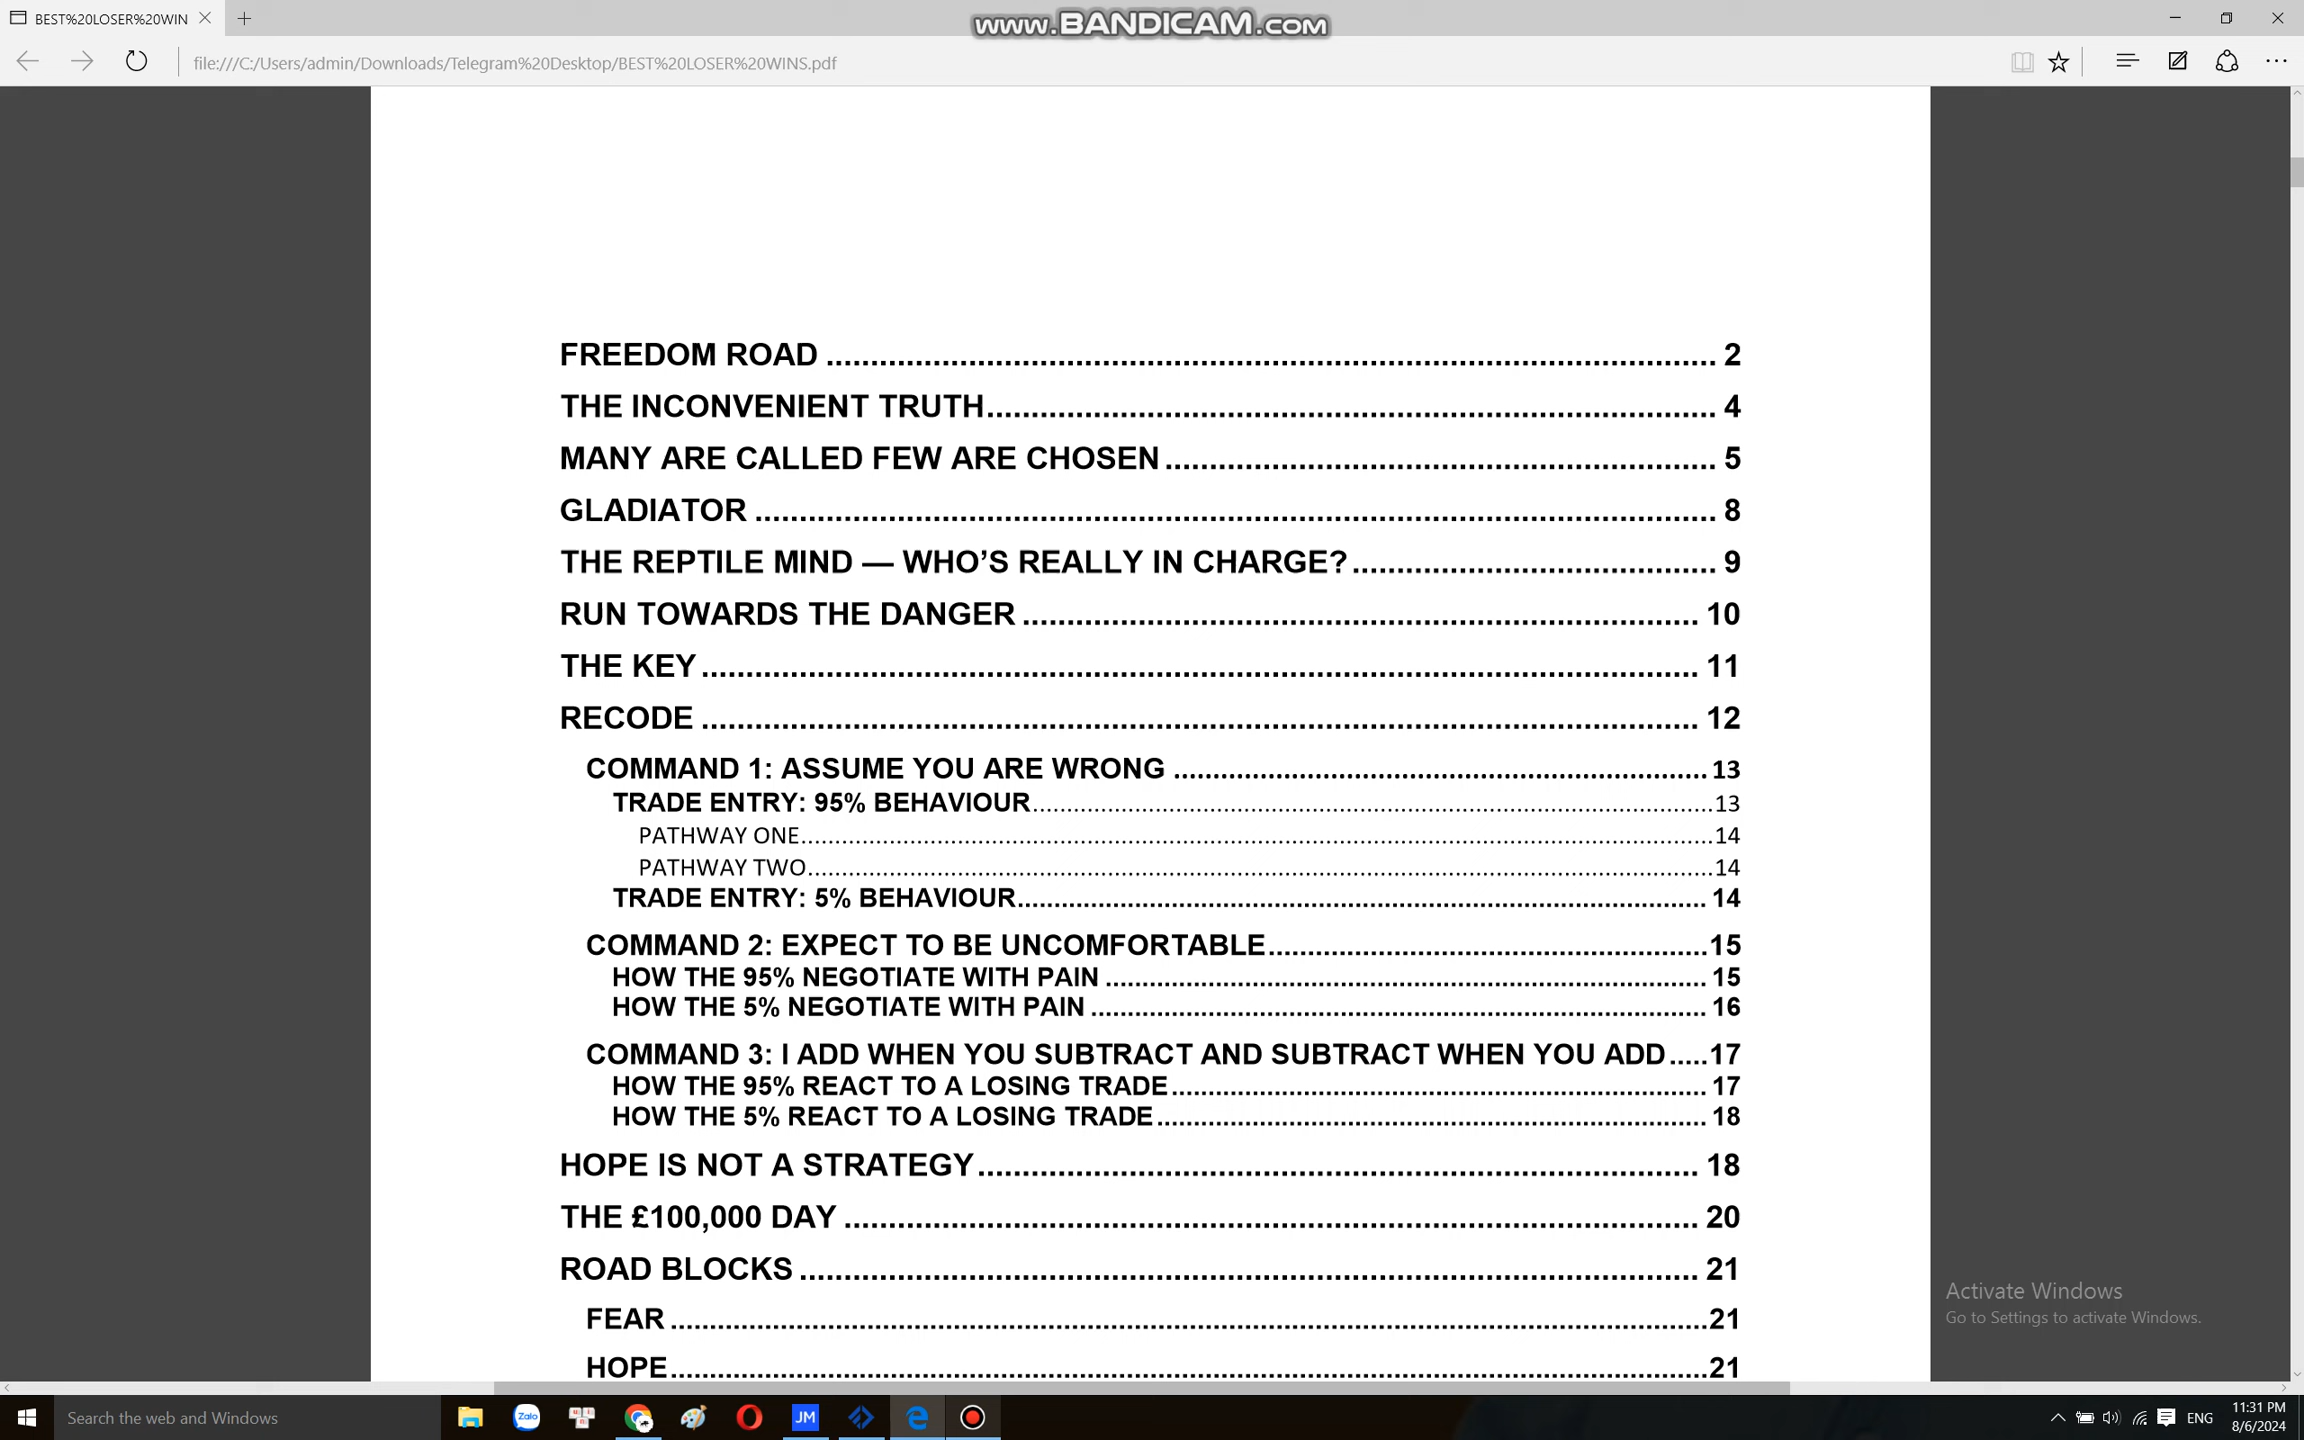 BEST%20LOSER%20WIN
www.BANDICAM.com
file:///C:/Users/admin/Downloads/Telegram%20Desktop/BEST%20LOSER%20WINS.pdf
FREEDOM ROAD ........ 2
THE INCONVENIENT TRUTH........ 4
MANY ARE CALLED FEW ARE CHOSEN ........ 5
GLADIATOR ........ 8
THE REPTILE MIND — WHO’S REALLY IN CHARGE? ........ 9
RUN TOWARDS THE DANGER ........ 10
THE KEY ........ 11
RECODE ........ 12
COMMAND 1: ASSUME YOU ARE WRONG ........ 13
TRADE ENTRY: 95% BEHAVIOUR ........ 13
PATHWAY ONE ........ 14
PATHWAY TWO ........ 14
TRADE ENTRY: 5% BEHAVIOUR ........ 14
COMMAND 2: EXPECT TO BE UNCOMFORTABLE ........ 15
HOW THE 95% NEGOTIATE WITH PAIN ........ 15
HOW THE 5% NEGOTIATE WITH PAIN ........ 16
COMMAND 3: I ADD WHEN YOU SUBTRACT AND SUBTRACT WHEN YOU ADD.....17
HOW THE 95% REACT TO A LOSING TRADE ........ 17
HOW THE 5% REACT TO A LOSING TRADE ........ 18
HOPE IS NOT A STRATEGY ........ 18
THE £100,000 DAY ........ 20
ROAD BLOCKS ........ 21
FEAR ........ 21
HOPE ........ 21
Activate Windows
Go to Settings to activate Windows.
Search the web and Windows
Zalo
JM
ENG
11:31 PM
8/6/2024